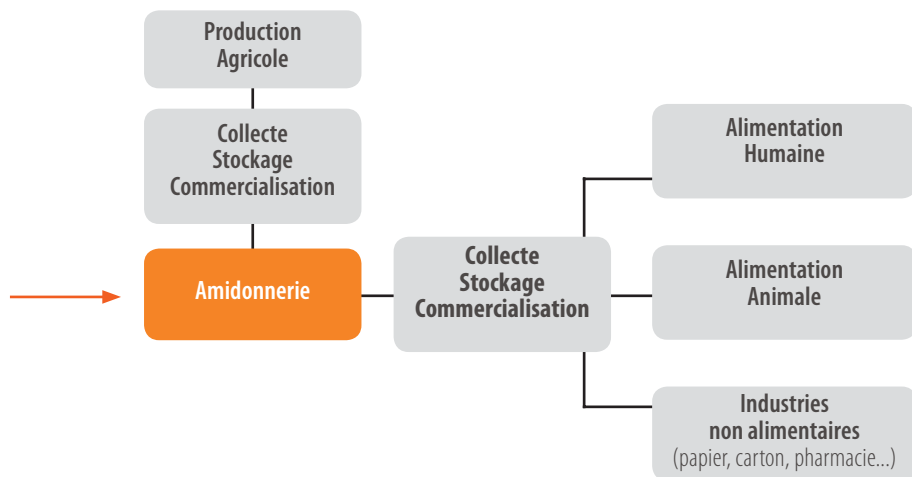 Production
Agricole
Collecte
Stockage
Commercialisation
Amidonnerie
Collecte
Stockage
Commercialisation
Alimentation
Humaine
Alimentation
Animale
Industries
non alimentaires
(papier, carton, pharmacie...)